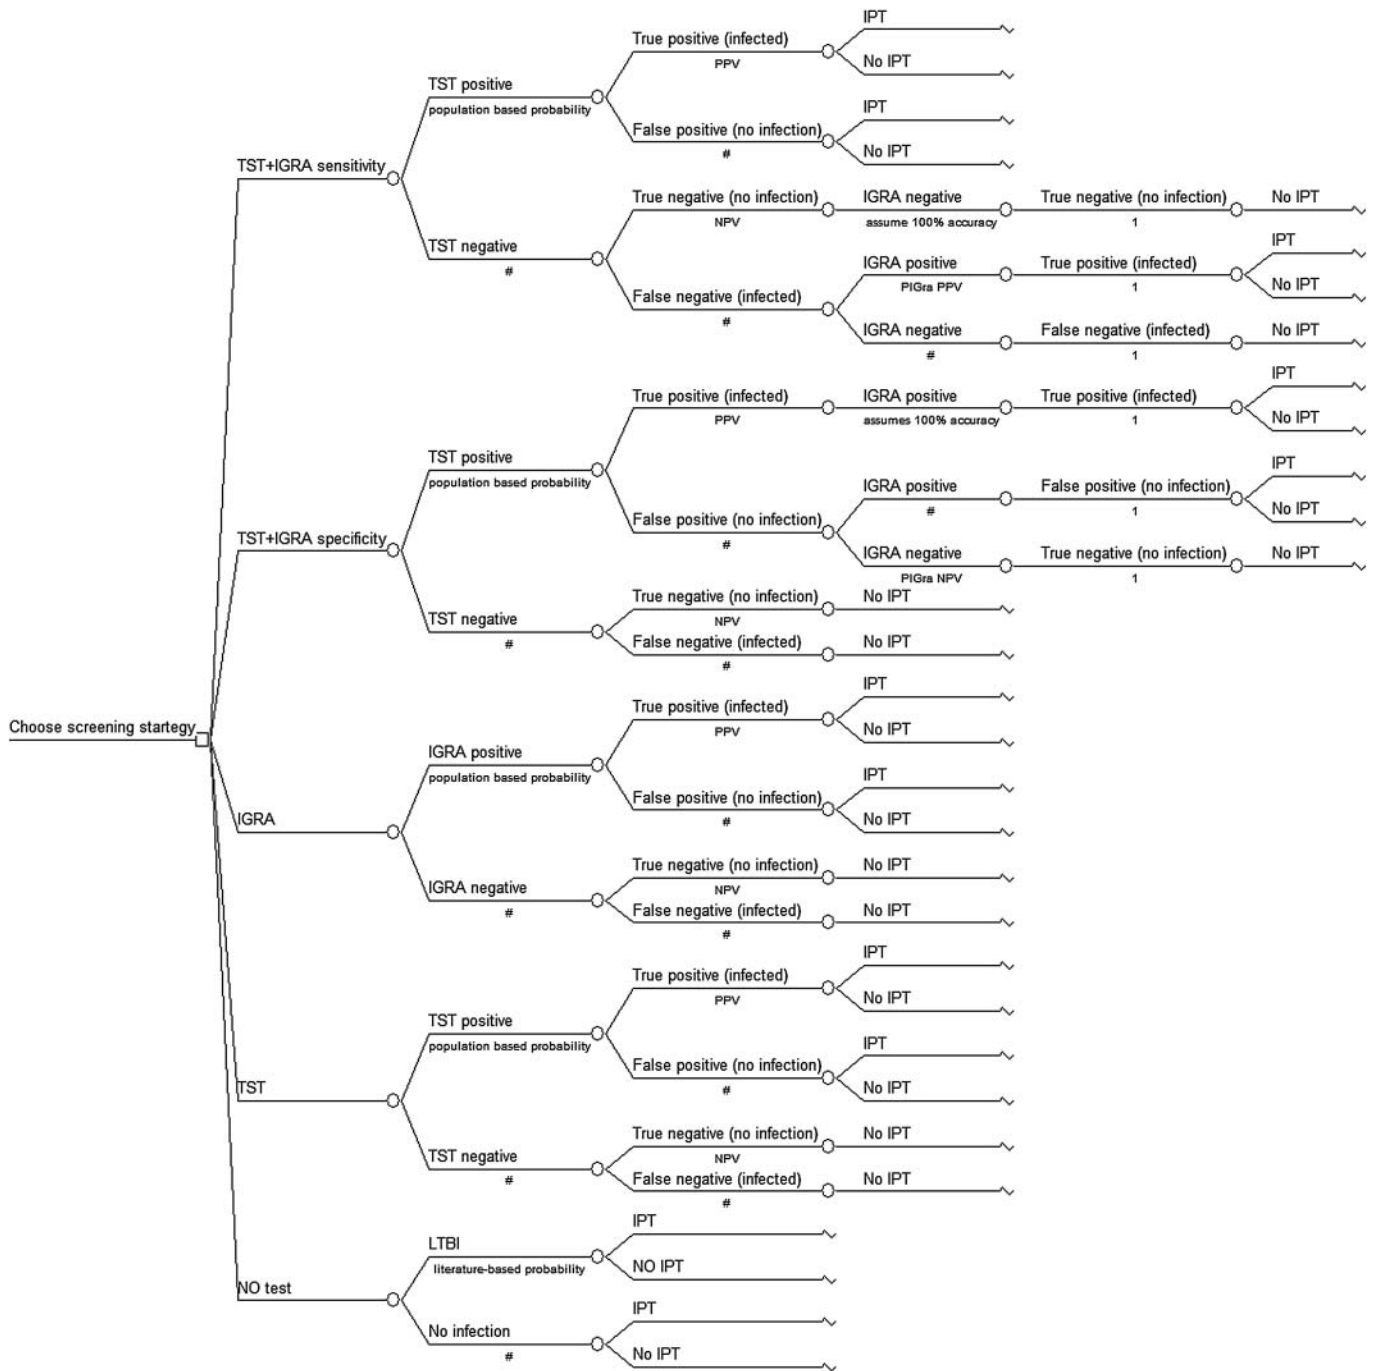 IPT
True positive (infected)
PPV
No IPT
TST positive
population based probability
IPT
False positive (no infection)
#
No IPT
TST+IGRA sensitivity
True negative (no infection)
NPV
IGRA negative
assume 100% accuracy
True negative (no infection)
1
No IPT
TST negative
#
IPT
IGRA positive
PIGra PPV
True positive (infected)
1
No IPT
False negative (infected)
#
IGRA negative
#
False negative (infected)
1
No IPT
IPT
True positive (infected)
PPV
IGRA positive
assumes 100% accuracy
True positive (infected)
1
No IPT
TST positive
population based probability
IPT
IGRA positive
#
False positive (no infection)
1
No IPT
False positive (no infection)
#
TST+IGRA specificity
IGRA negative
PIGra NPV
True negative (no infection)
1
No IPT
True negative (no infection)
NPV
No IPT
TST negative
#
False negative (infected)
#
No IPT
IPT
True positive (infected)
PPV
No IPT
Choose screening startegy
IGRA positive
population based probability
IPT
False positive (no infection)
#
No IPT
IGRA
True negative (no infection)
NPV
No IPT
IGRA negative
#
False negative (infected)
#
No IPT
IPT
True positive (infected)
PPV
No IPT
TST positive
population based probability
IPT
False positive (no infection)
#
No IPT
TST
True negative (no infection)
NPV
No IPT
TST negative
#
False negative (infected)
#
No IPT
IPT
LTBI
literature-based probability
NO IPT
NO test
IPT
No infection
#
No IPT